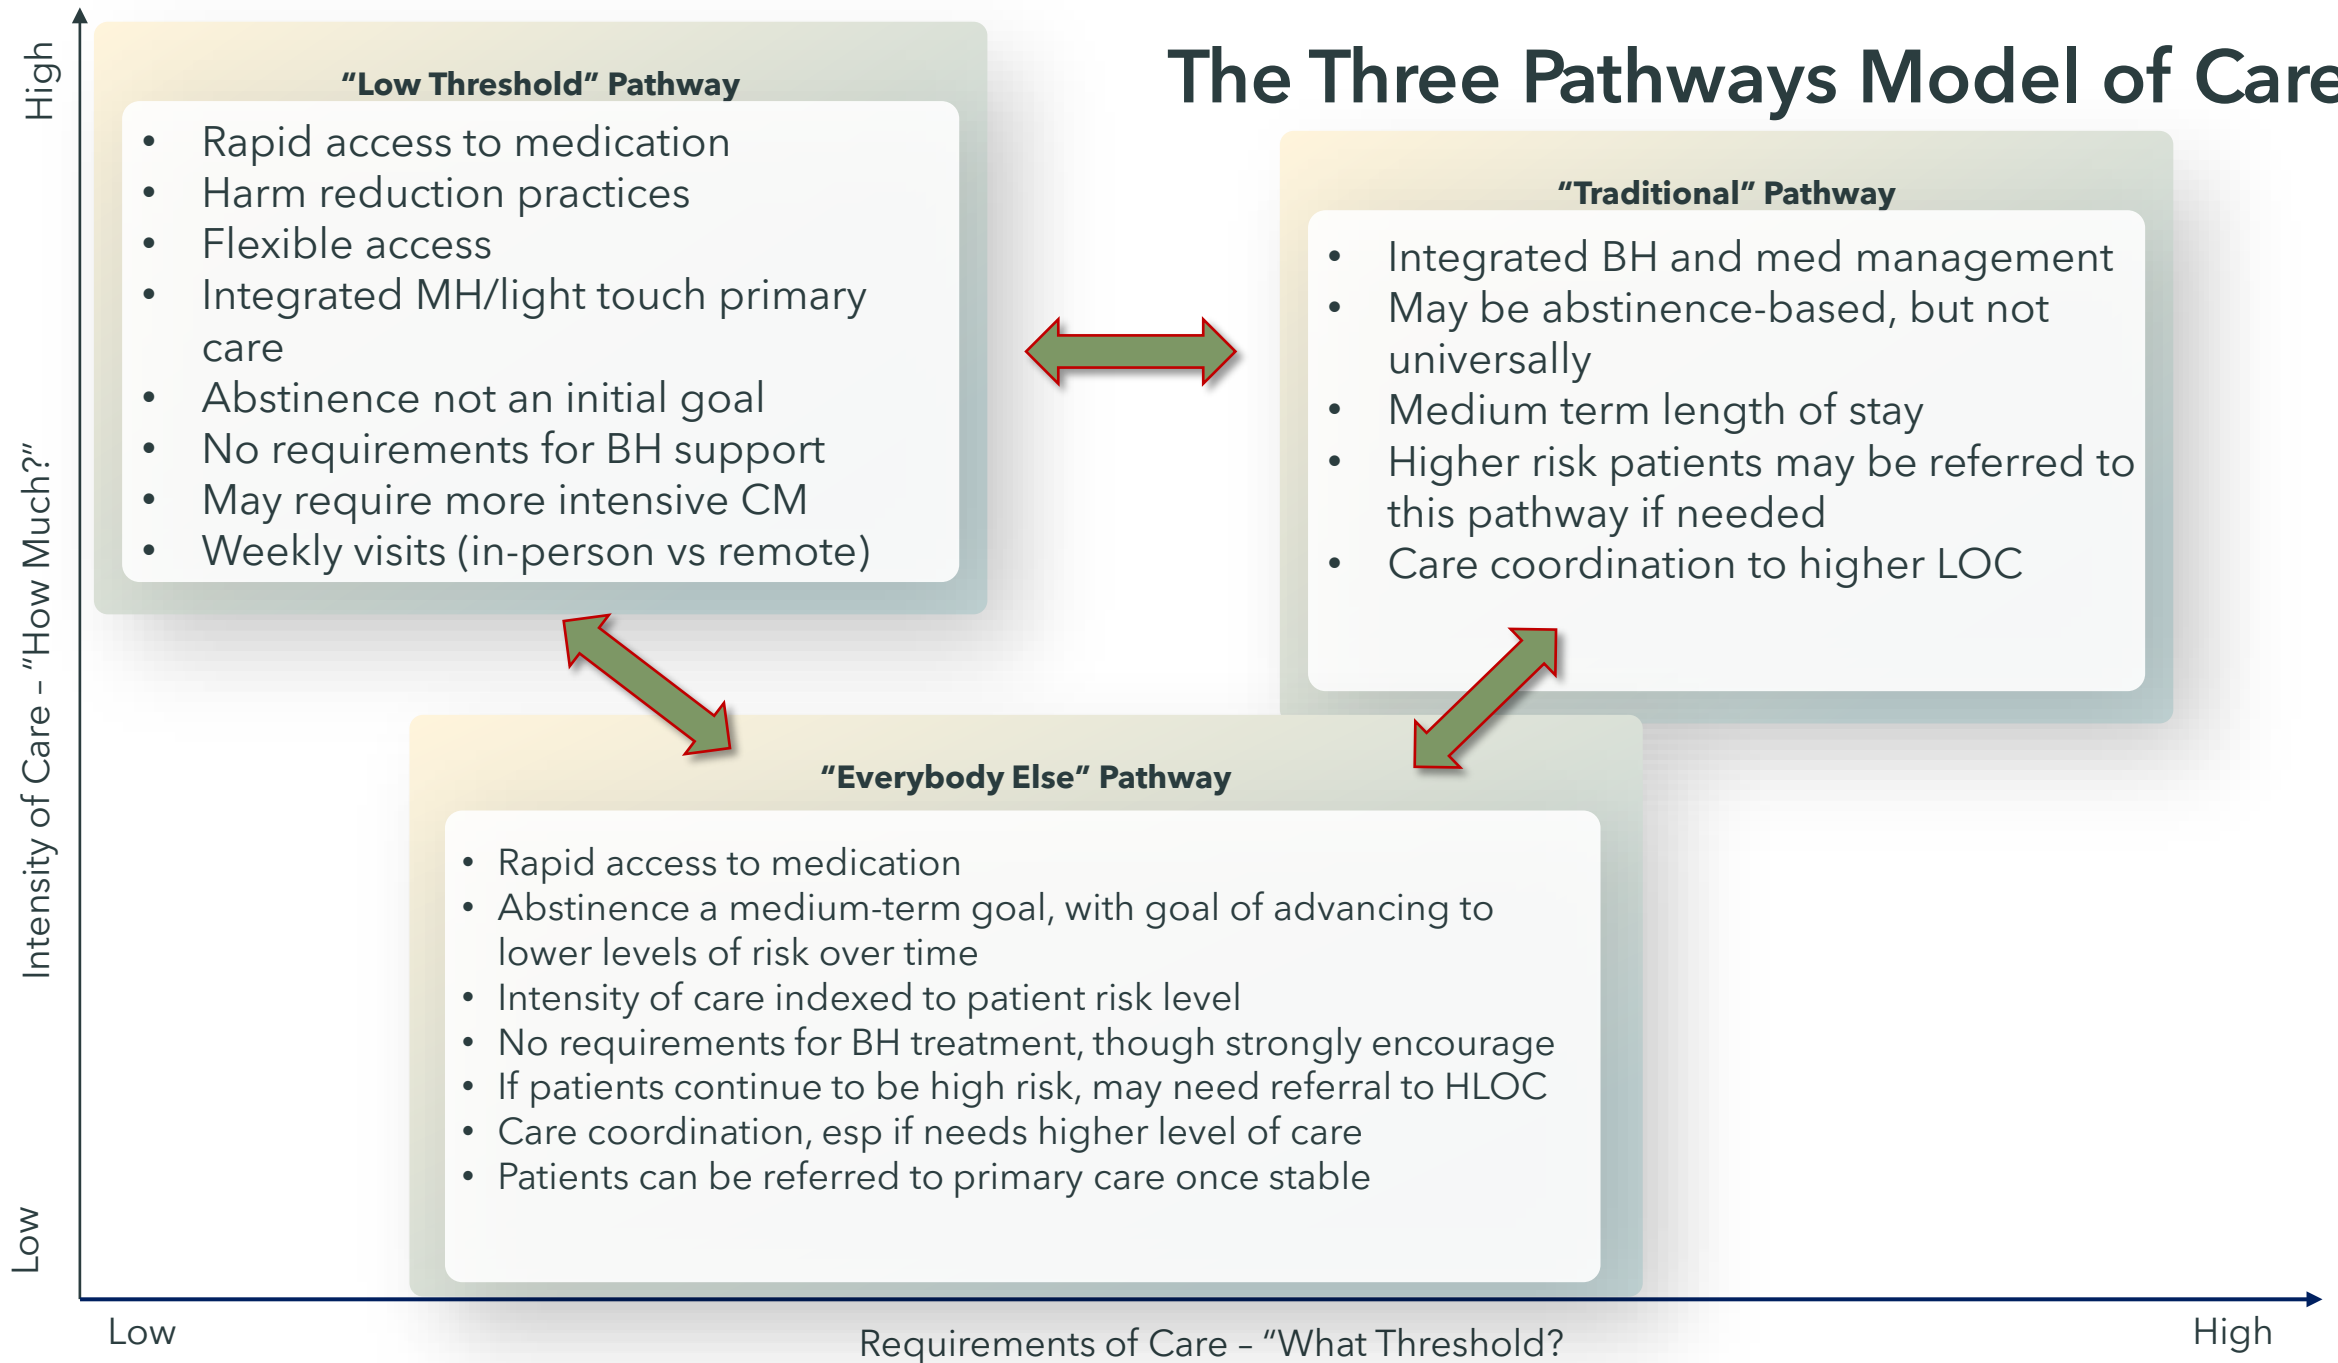 The Three Pathways Model of Care
High
Intensity of Care – "How Much?"
Low
"Low Threshold" Pathway
• Rapid access to medication
• Harm reduction practices
• Flexible access
• Integrated MH/light touch primary
care
• Abstinence not an initial goal
• No requirements for BH support
• May require more intensive CM
• Weekly visits (in-person vs remote)
"Traditional" Pathway
• Integrated BH and med management
• May be abstinence-based, but not
universally
• Medium term length of stay
• Higher risk patients may be referred to
this pathway if needed
• Care coordination to higher LOC
"Everybody Else" Pathway
• Rapid access to medication
• Abstinence a medium-term goal, with goal of advancing to
lower levels of risk over time
• Intensity of care indexed to patient risk level
• No requirements for BH treatment, though strongly encourage
• If patients continue to be high risk, may need referral to HLOC
• Care coordination, esp if needs higher level of care
• Patients can be referred to primary care once stable
Low
Requirements of Care – "What Threshold?
High